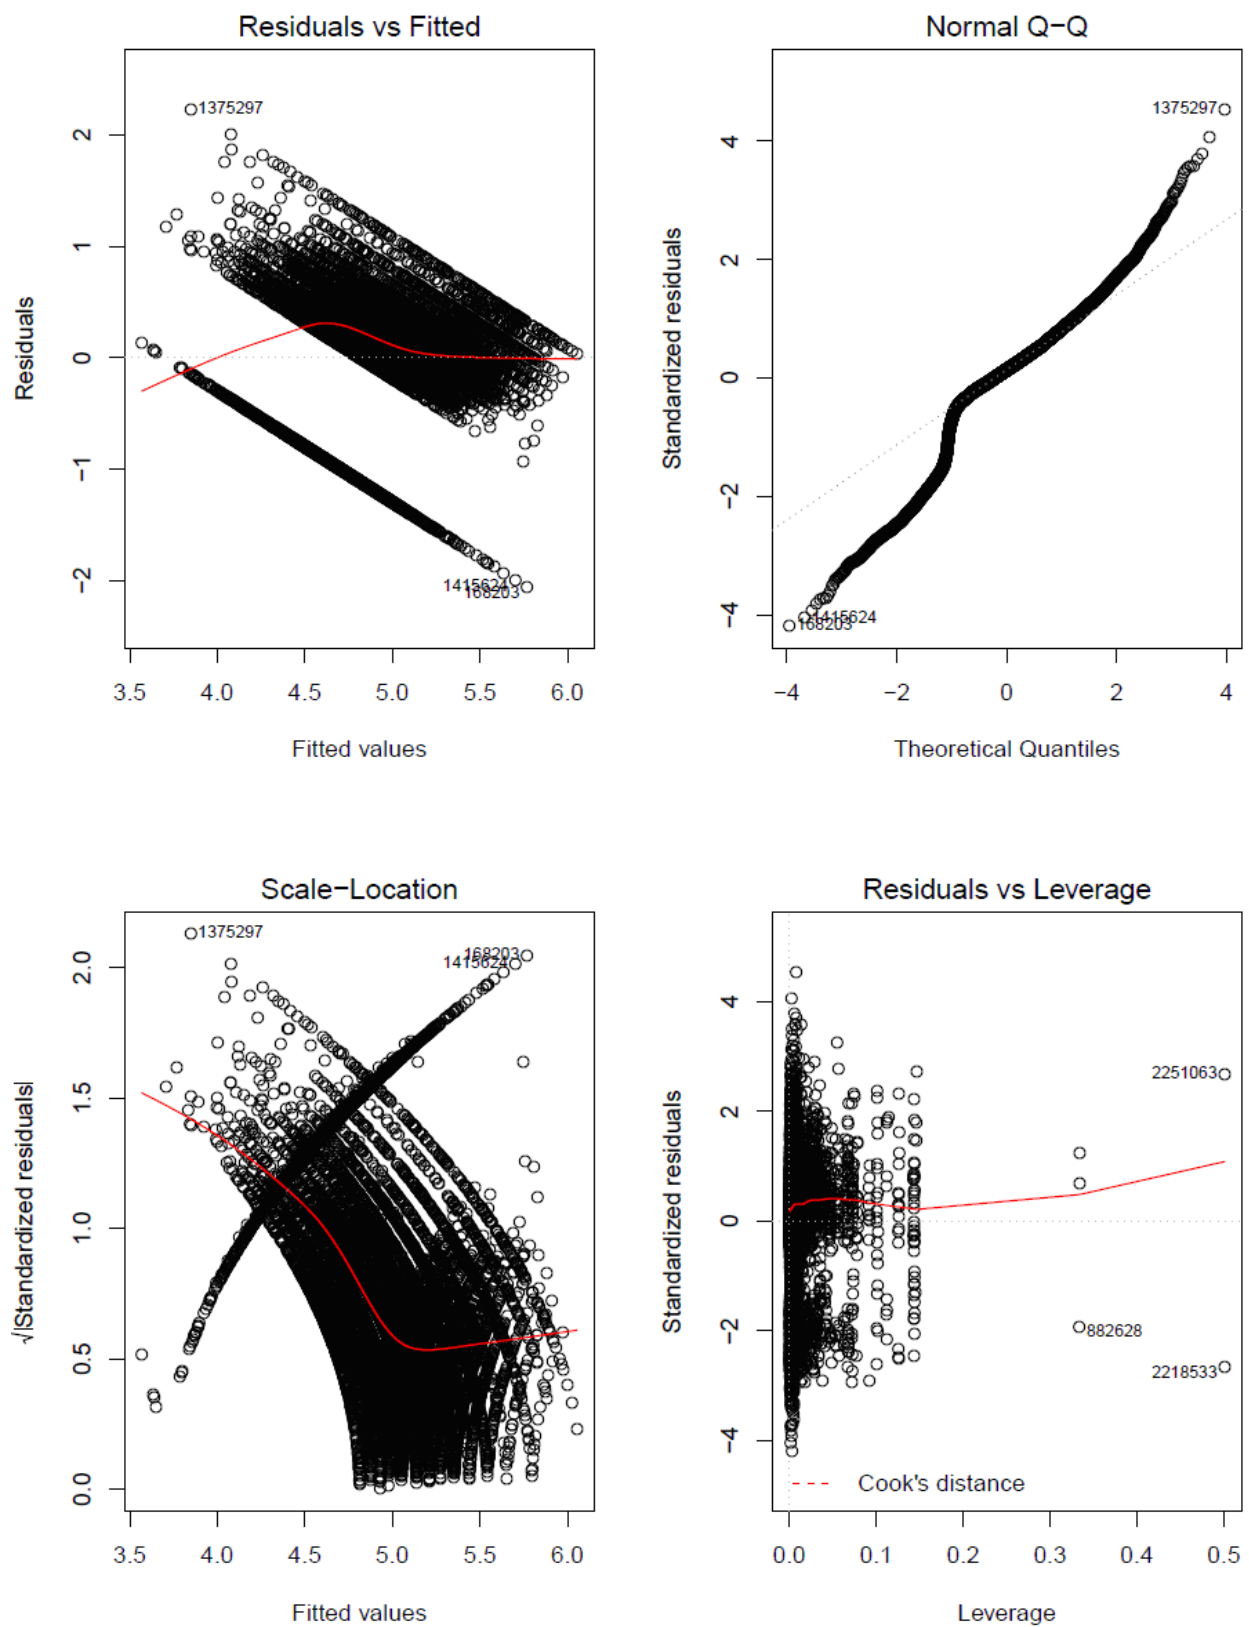 Residuals vs Fitted
1375297
1415624
168203
Residuals
2
1
0
−1
−2
3.5 4.0 4.5 5.0 5.5 6.0
Fitted values
Normal Q−Q
1375297
1415624
168203
Standardized residuals
4
2
0
−2
−4
−4 −2 0 2 4
Theoretical Quantiles
Scale−Location
1375297
168203
1415624
√|Standardized residuals|
2.0
1.5
1.0
0.5
0.0
3.5 4.0 4.5 5.0 5.5 6.0
Fitted values
Residuals vs Leverage
2251063
882628
2218533
Cook's distance
Standardized residuals
4
2
0
−2
−4
0.0 0.1 0.2 0.3 0.4 0.5
Leverage